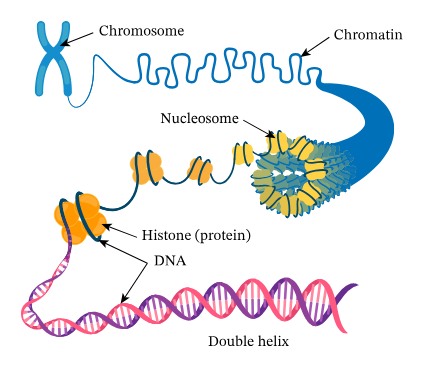 Chromosome
Chromatin
Nucleosome
Histone (protein)
DNA
Double helix